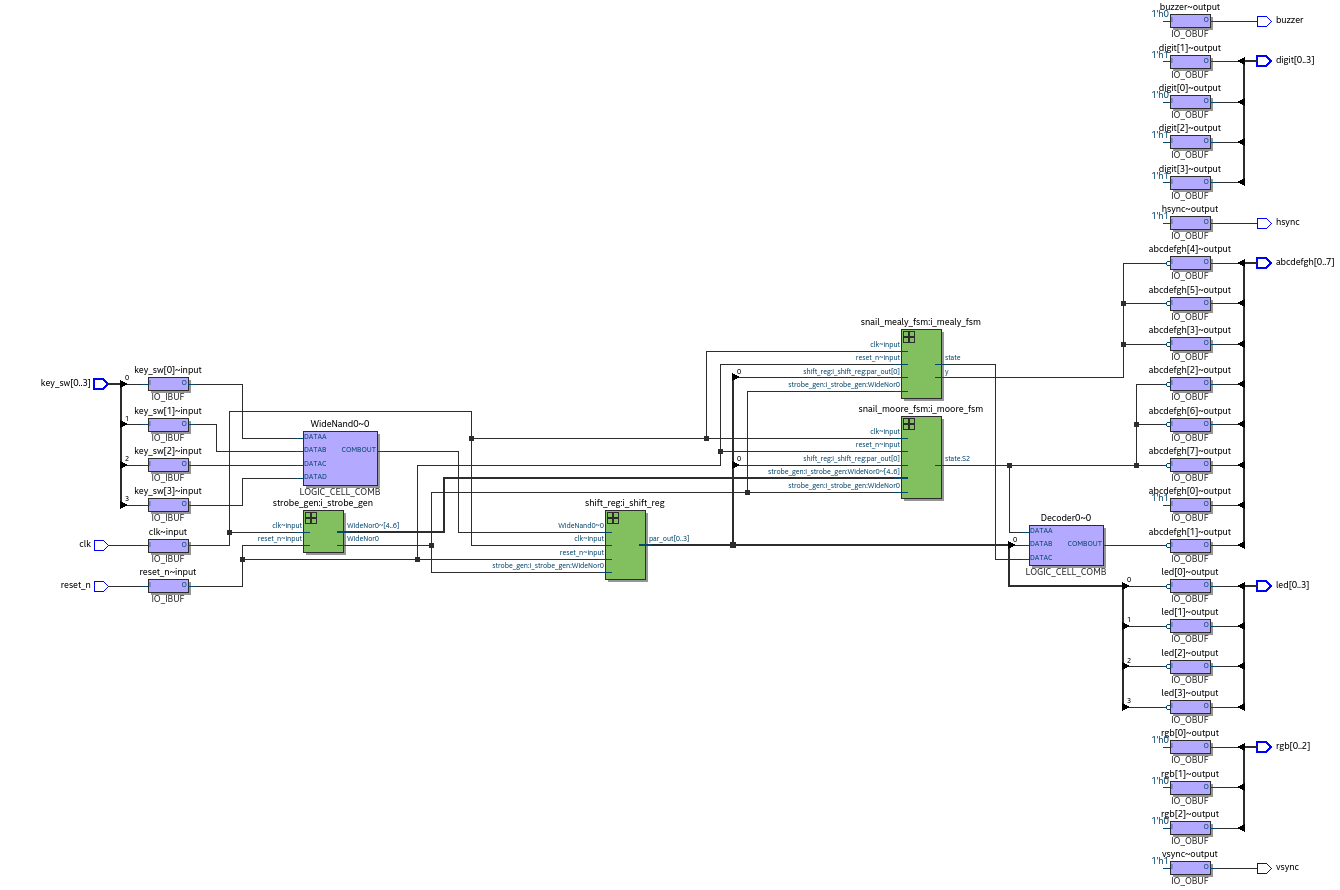 key_sw[0..3]
clk
reset_n
0
1
2
3
key_sw[0]~input
O
IO_IBUF
key_sw[1]~input
O
IO_IBUF
key_sw[2]~input
O
IO_IBUF
key_sw[3]~input
O
IO_IBUF
clk~input
O
IO_IBUF
reset_n~input
O
IO_IBUF
WideNand0~0
DATAA
DATAB COMBOUT
DATAC
DATAD
LOGIC_CELL_COMB
strobe_gen:i_strobe_gen
clk~input WideNor0~[4..6]
reset_n~input WideNor0
shift_reg:i_shift_reg
WideNand0~0
clk~input par_out[0..3]
reset_n~input
strobe_gen:i_strobe_gen:WideNor0
snail_mealy_fsm:i_mealy_fsm
clk~input
reset_n~input state
0 shift_reg:i_shift_reg:par_out[0] y
strobe_gen:i_strobe_gen:WideNor0
snail_moore_fsm:i_moore_fsm
clk~input
reset_n~input
0 shift_reg:i_shift_reg:par_out[0] state.S2
strobe_gen:i_strobe_gen:WideNor0~[4..6]
strobe_gen:i_strobe_gen:WideNor0
Decoder0~0
DATAA
0 DATAB COMBOUT
DATAC
LOGIC_CELL_COMB
buzzer~output
1'h0 O buzzer
IO_OBUF
digit[1]~output
1'h1 O digit[0..3]
IO_OBUF
digit[0]~output
1'h0 O
IO_OBUF
digit[2]~output
1'h1 O
IO_OBUF
digit[3]~output
1'h1 O
IO_OBUF
hsync~output
1'h1 O hsync
IO_OBUF
abcdefgh[4]~output
O abcdefgh[0..7]
IO_OBUF
abcdefgh[5]~output
O
IO_OBUF
abcdefgh[3]~output
O
IO_OBUF
abcdefgh[2]~output
O
IO_OBUF
abcdefgh[6]~output
O
IO_OBUF
abcdefgh[7]~output
O
IO_OBUF
abcdefgh[0]~output
1'h1 O
IO_OBUF
abcdefgh[1]~output
O
IO_OBUF
led[0]~output
0 O led[0..3]
IO_OBUF
led[1]~output
1 O
IO_OBUF
led[2]~output
2 O
IO_OBUF
led[3]~output
3 O
IO_OBUF
rgb[0]~output
1'h0 O rgb[0..2]
IO_OBUF
rgb[1]~output
1'h0 O
IO_OBUF
rgb[2]~output
1'h0 O
IO_OBUF
vsync~output
1'h1 O vsync
IO_OBUF